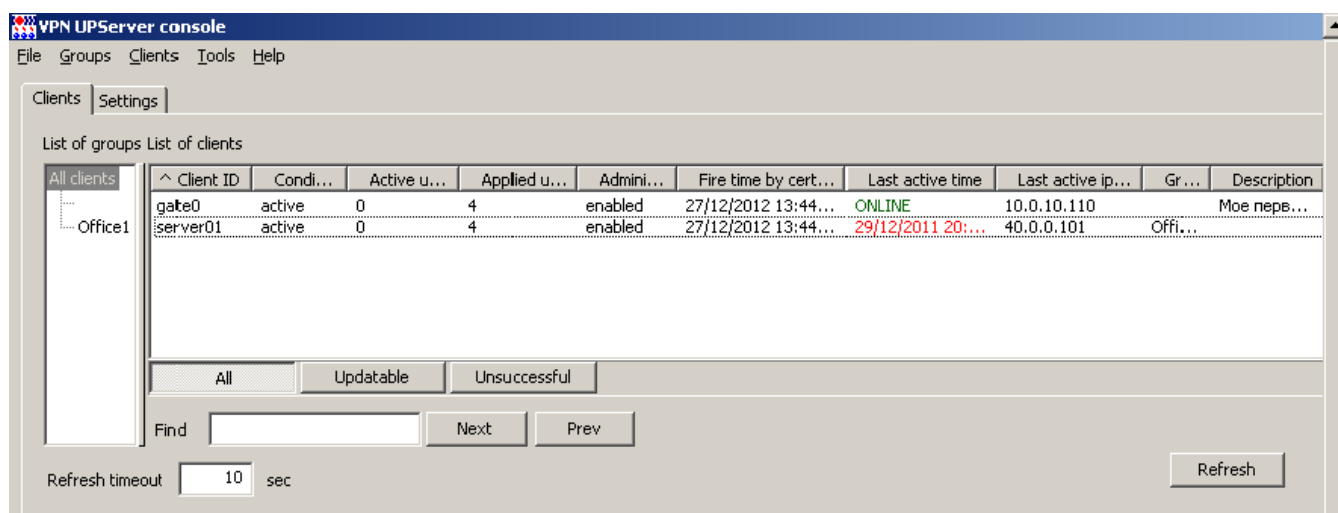 VPN UPServer console
File Groups Clients Tools Help
Clients Settings
List of groups List of clients
All clients ^ Client ID Condi... Active u... Applied u... Admini... Fire time by cert... Last active time Last active ip... Gr... Description
gate0 active 0 4 enabled 27/12/2012 13:44... ONLINE 10.0.10.110 Мое перв...
Office1 server01 active 0 4 enabled 27/12/2012 13:44... 29/12/2011 20:... 40.0.0.101 Offi...
All Updatable Unsuccessful
Find Next Prev
Refresh timeout 10 sec Refresh